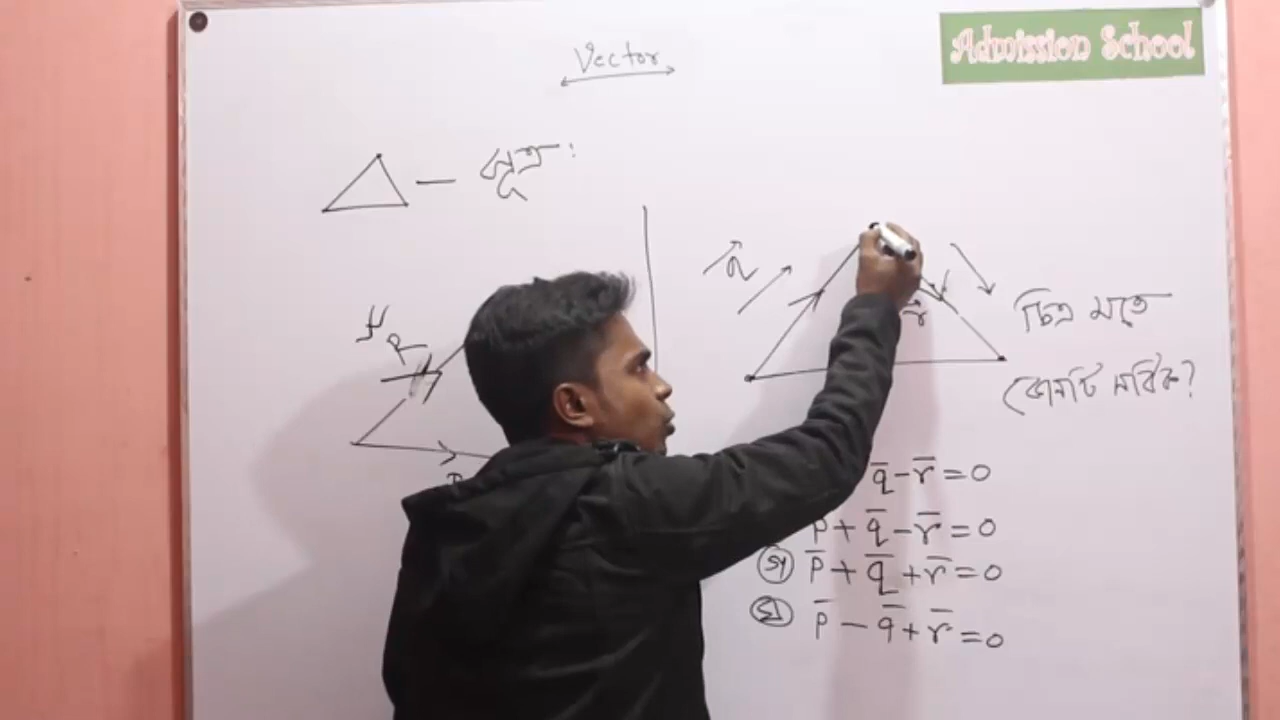 Vector
Admission School
সূত্র :
R
r
চিত্র মতে
কোনটি সঠিক?
q̅ - r̅ = 0
p̅ + q̅ - r̅ = 0
গ p̅ + q̅ + r̅ = 0
ঘ p̅ - q̅ + r̅ = 0